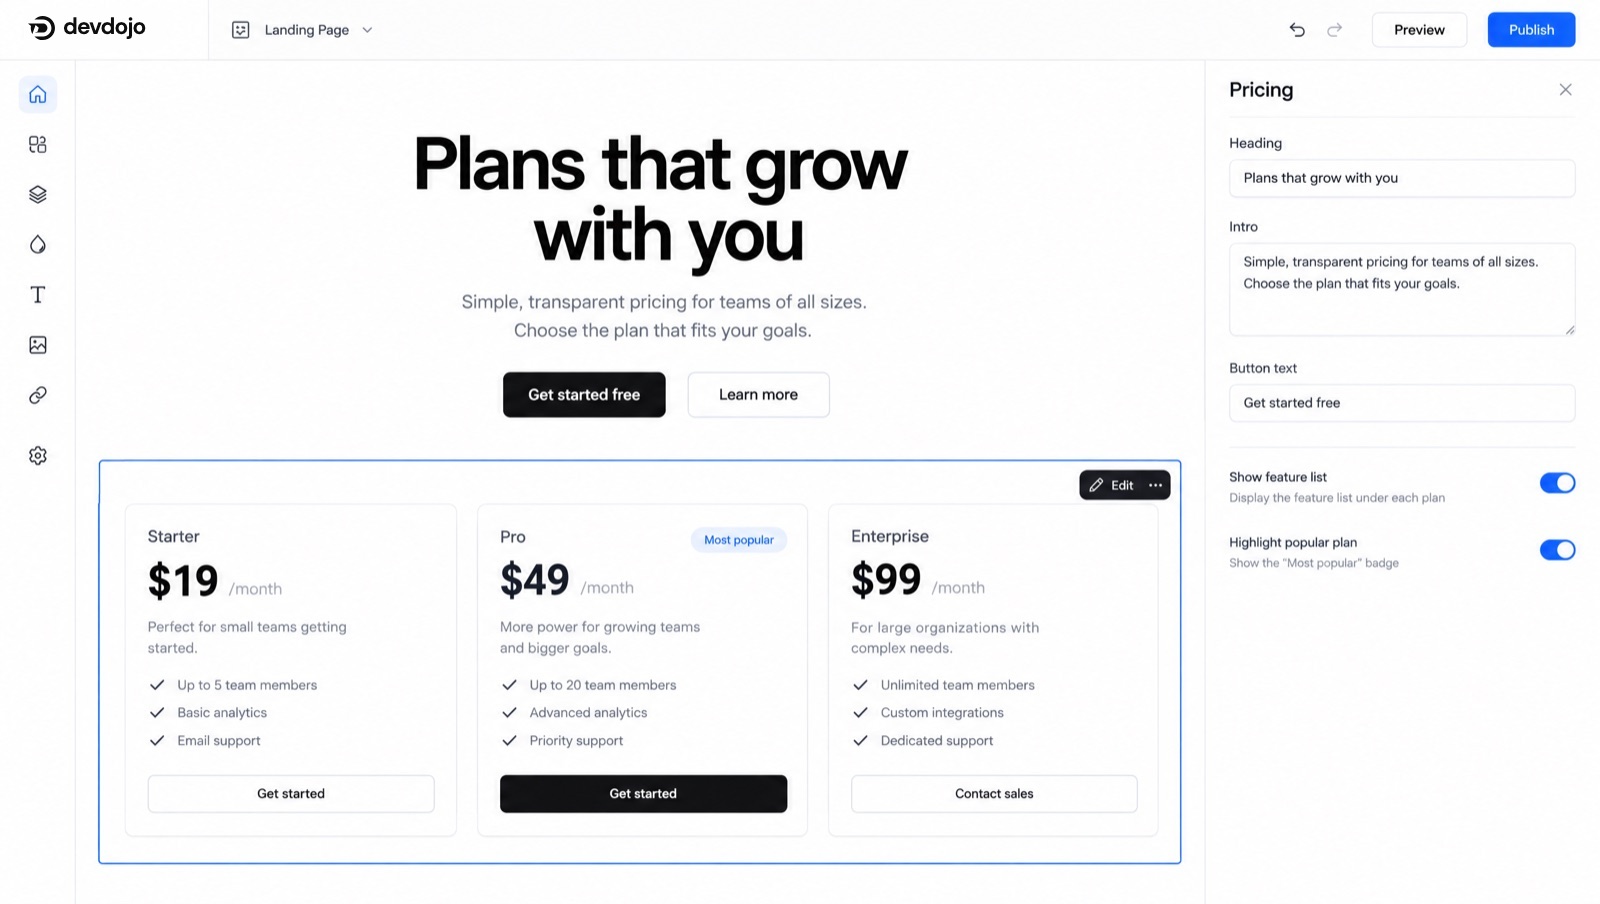 devdojo
Landing Page
Preview
Publish
Plans that grow
with you
Simple, transparent pricing for teams of all sizes.
Choose the plan that fits your goals.
Get started free
Learn more
Edit
Starter
$19 /month
Perfect for small teams getting
started.
Up to 5 team members
Basic analytics
Email support
Get started
Pro
Most popular
$49 /month
More power for growing teams
and bigger goals.
Up to 20 team members
Advanced analytics
Priority support
Get started
Enterprise
$99 /month
For large organizations with
complex needs.
Unlimited team members
Custom integrations
Dedicated support
Contact sales
Pricing
Heading
Plans that grow with you
Intro
Simple, transparent pricing for teams of all sizes.
Choose the plan that fits your goals.
Button text
Get started free
Show feature list
Display the feature list under each plan
Highlight popular plan
Show the "Most popular" badge